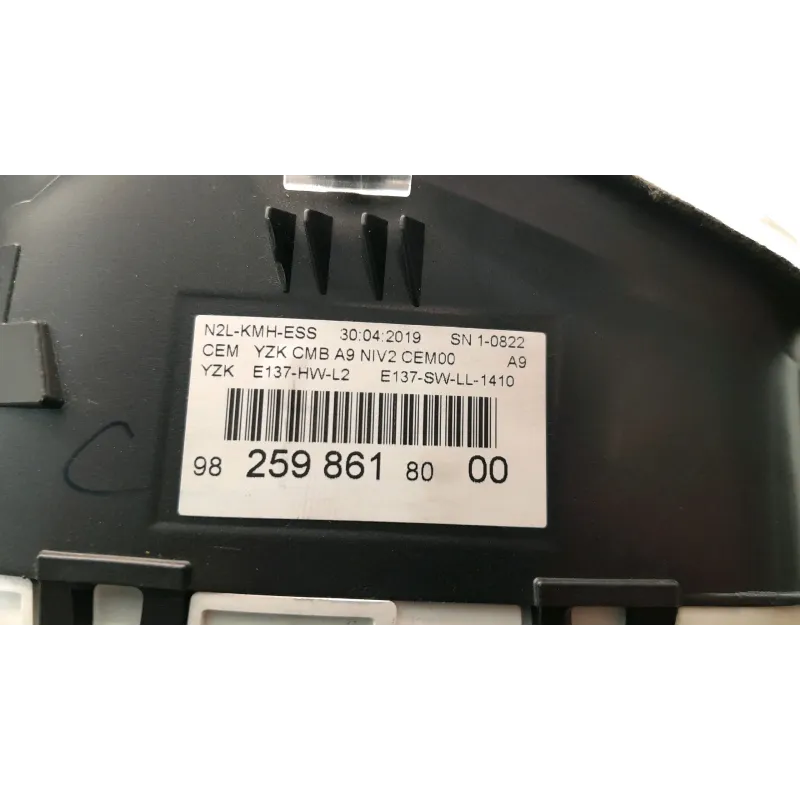 N2L-KMH-ESS 30:04:2019 SN 1-0822
CEM YZK CMB A9 NIV2 CEM00 A9
YZK E137-HW-L2 E137-SW-LL-1410
98 259 861 80 00
C